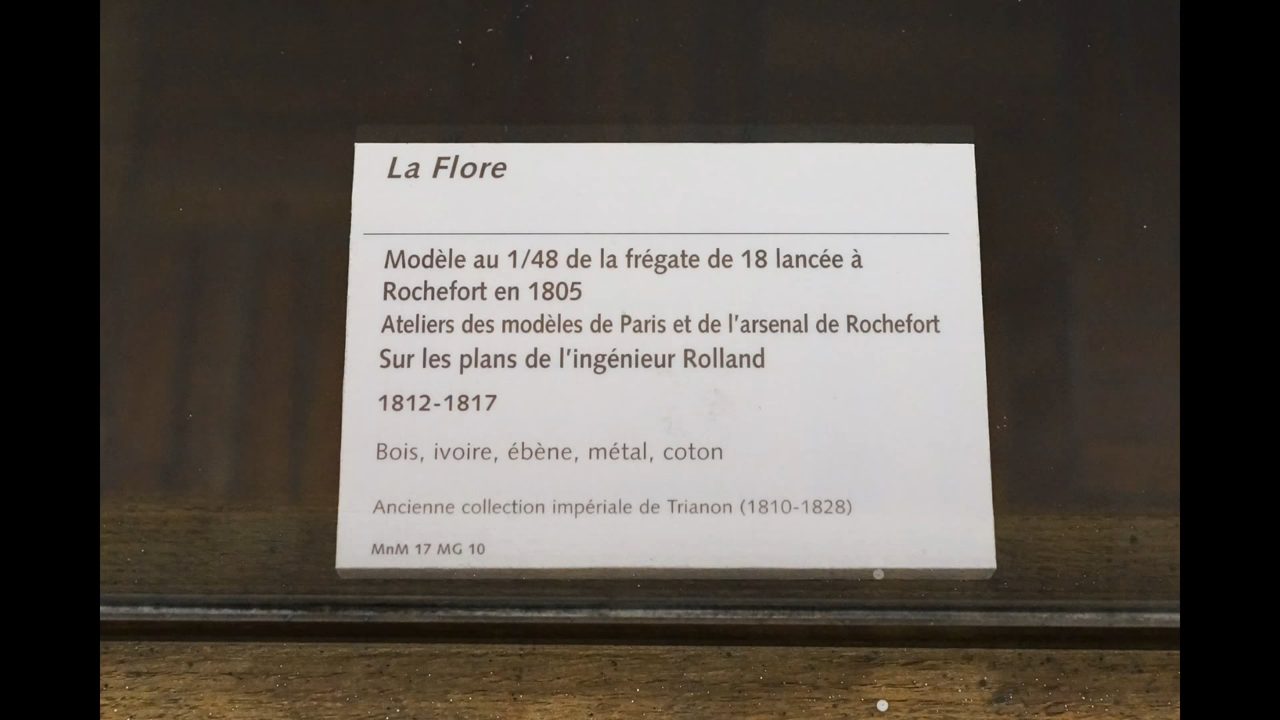 La Flore
Modèle au 1/48 de la frégate de 18 lancée à
Rochefort en 1805
Ateliers des modèles de Paris et de l'arsenal de Rochefort
Sur les plans de l'ingénieur Rolland
1812-1817
Bois, ivoire, ébène, métal, coton
Ancienne collection impériale de Trianon (1810-1828)
MnM 17 MG 10